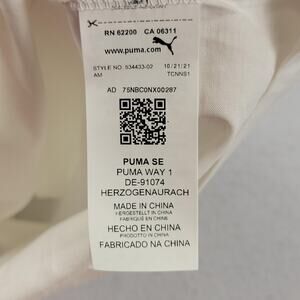 RN 62200 CA 06311
www.puma.com
STYLE NO. 534433-02 10/21/21
AM TCNNS1
AD 75NBC0NX00287
PUMA SE
PUMA WAY 1
DE-91074
HERZOGENAURACH
MADE IN CHINA
HERGESTELLT IN CHINA
FABRIQUÉ EN CHINE
HECHO EN CHINA
PRODOTTO IN CHINA
FABRICADO NA CHINA